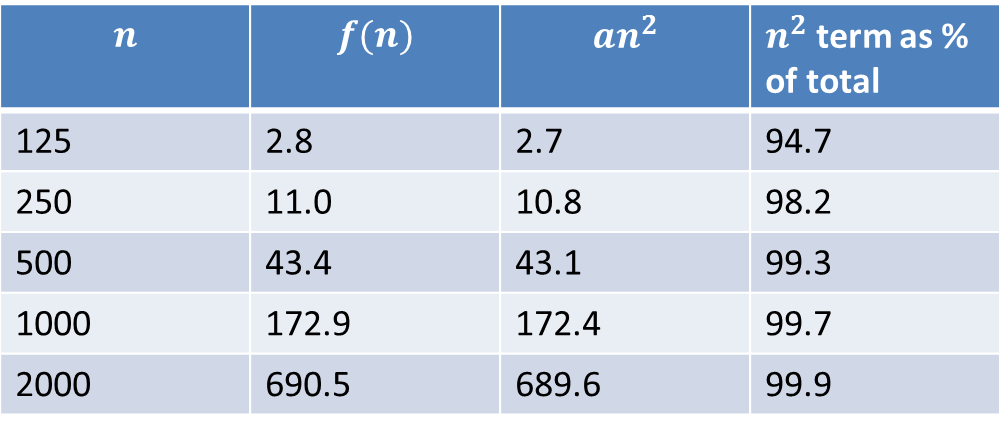 n f(n) an² n² term as %
of total
125 2.8 2.7 94.7
250 11.0 10.8 98.2
500 43.4 43.1 99.3
1000 172.9 172.4 99.7
2000 690.5 689.6 99.9